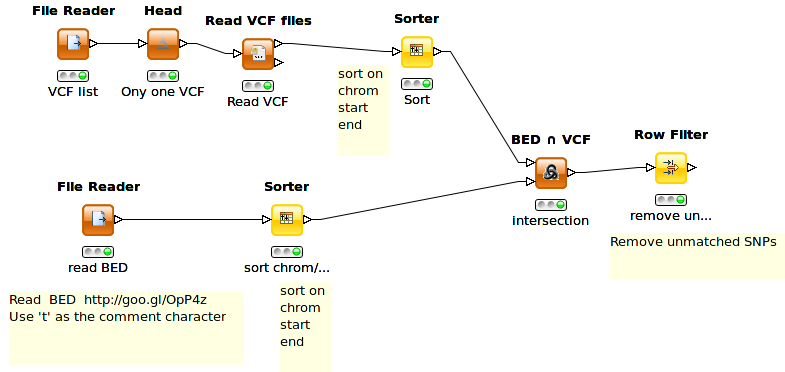 File Reader
VCF list
Head
Ony one VCF
Read VCF files
Read VCF
Sorter
Sort
sort on
chrom
start
end
BED ∩ VCF
intersection
Row Filter
remove un...
Remove unmatched SNPs
File Reader
read BED
Read  BED  http://goo.gl/OpP4z
Use 't' as the comment character
Sorter
sort chrom/...
sort on
chrom
start
end